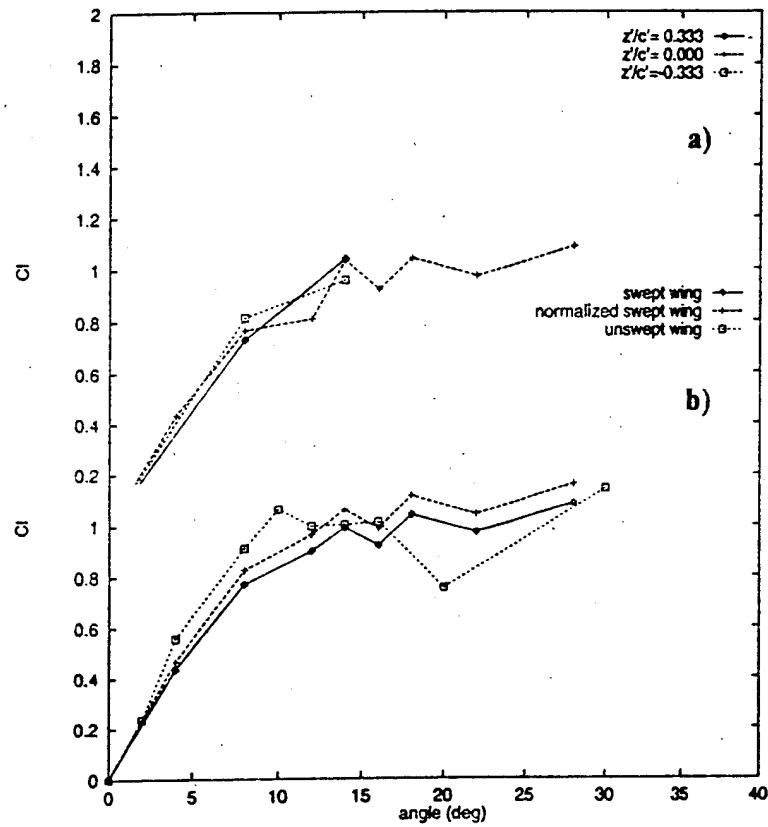 2
1.8
1.6
1.4
1.2
1
0.8
0.6
0.4
0.2
1
0.8
0.6
0.4
0.2
0
Cl
Cl
z'/c'= 0.333
z'/c'= 0.000
z'/c'=-0.333
a)
swept wing
normalized swept wing
unswept wing
b)
0 5 10 15 20 25 30 35 40
angle (deg)